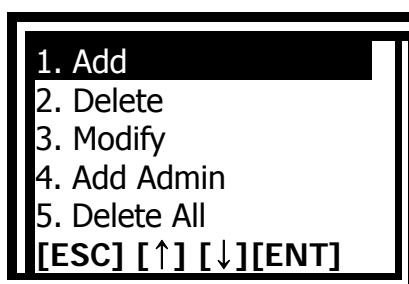 1. Add
2. Delete
3. Modify
4. Add Admin
5. Delete All
[ESC] [↑] [↓][ENT]